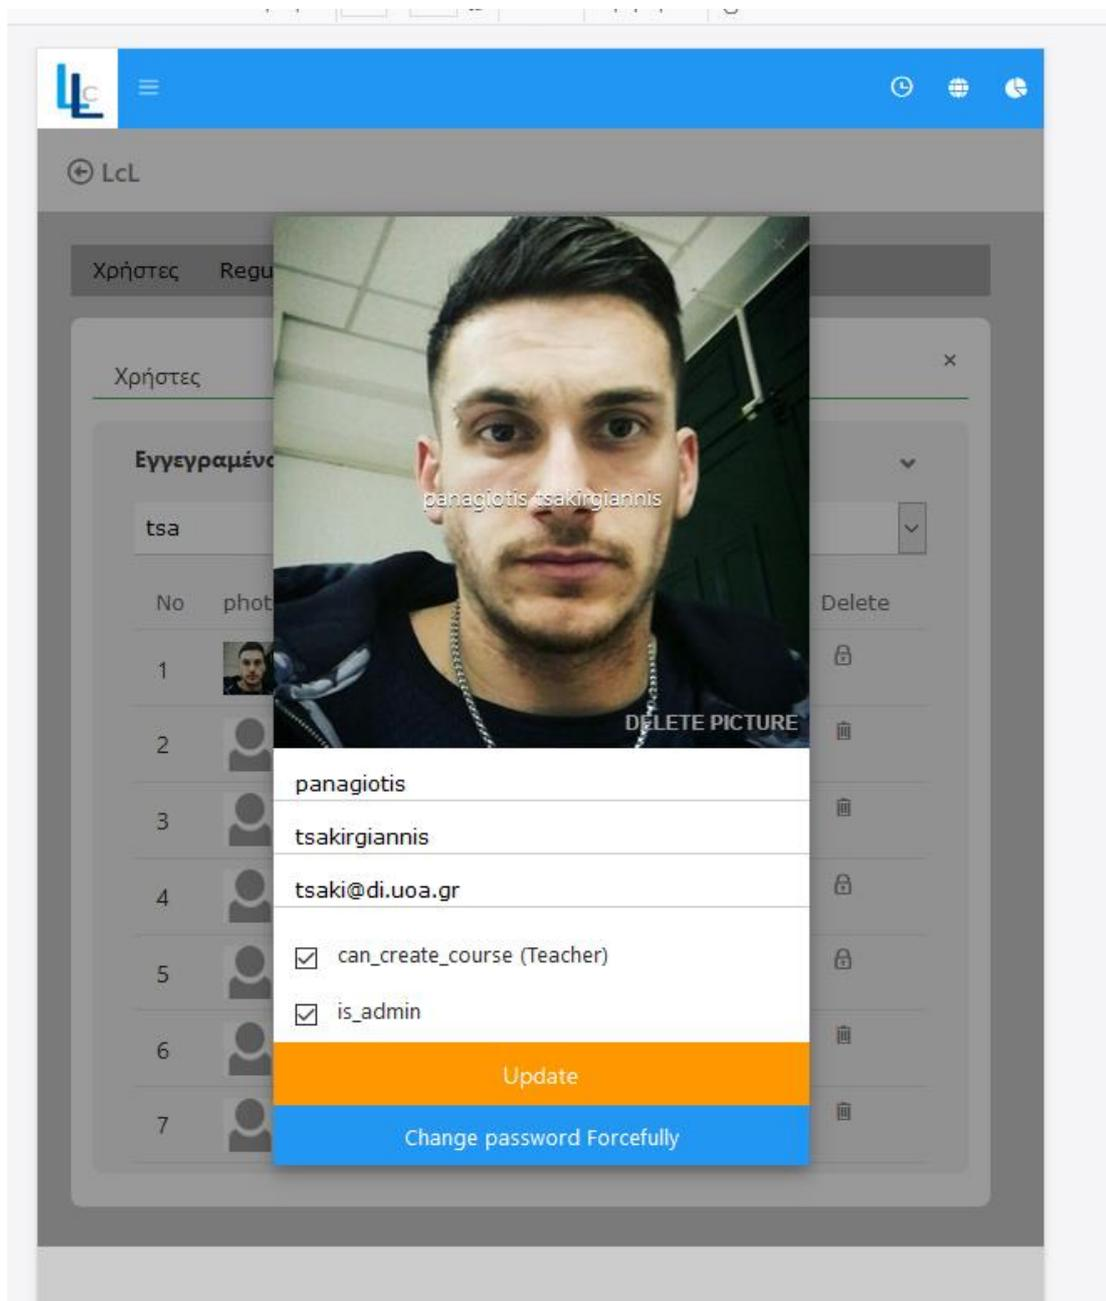 LLC
LcL
Χρήστες Regu
Χρήστες
Εγγεγραμένο
tsa
No phot Delete
1
2
3
4
5
6
7
panagiotis tsakirgiannis
DELETE PICTURE
panagiotis
tsakirgiannis
tsaki@di.uoa.gr
can_create_course (Teacher)
is_admin
Update
Change password Forcefully